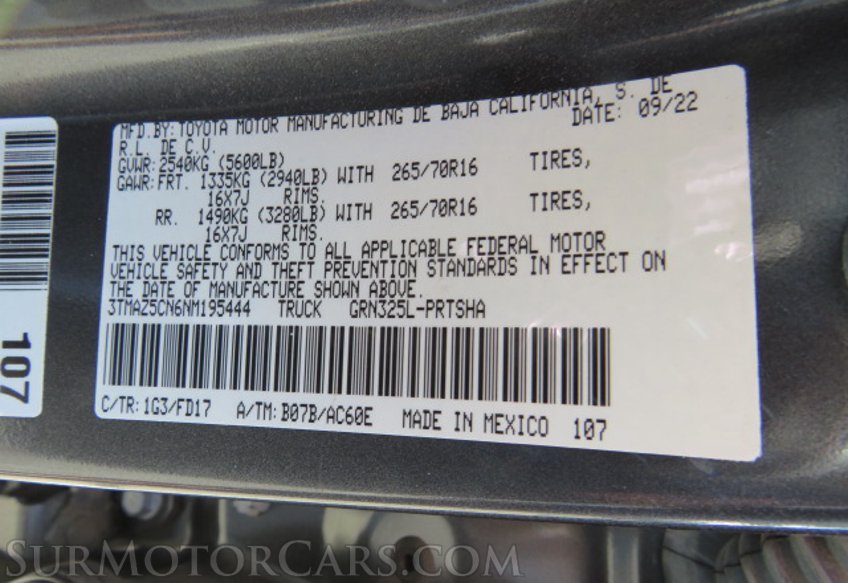 MFD.BY:TOYOTA MOTOR MANUFACTURING DE BAJA CALIFORNIA, S. DE
R.L. DE C.V. DATE: 09/22
GVWR:2540KG (5600LB)
GAWR:FRT. 1335KG (2940LB) WITH 265/70R16 TIRES,
16X7J RIMS.
RR. 1490KG (3280LB) WITH 265/70R16 TIRES,
16X7J RIMS.
THIS VEHICLE CONFORMS TO ALL APPLICABLE FEDERAL MOTOR
VEHICLE SAFETY AND THEFT PREVENTION STANDARDS IN EFFECT ON
THE DATE OF MANUFACTURE SHOWN ABOVE.
3TMAZ5CN6NM195444 TRUCK GRN325L-PRTSHA
C/TR:1G3/FD17 A/TM:B07B/AC60E MADE IN MEXICO 107
107
SURMOTORCARS.COM